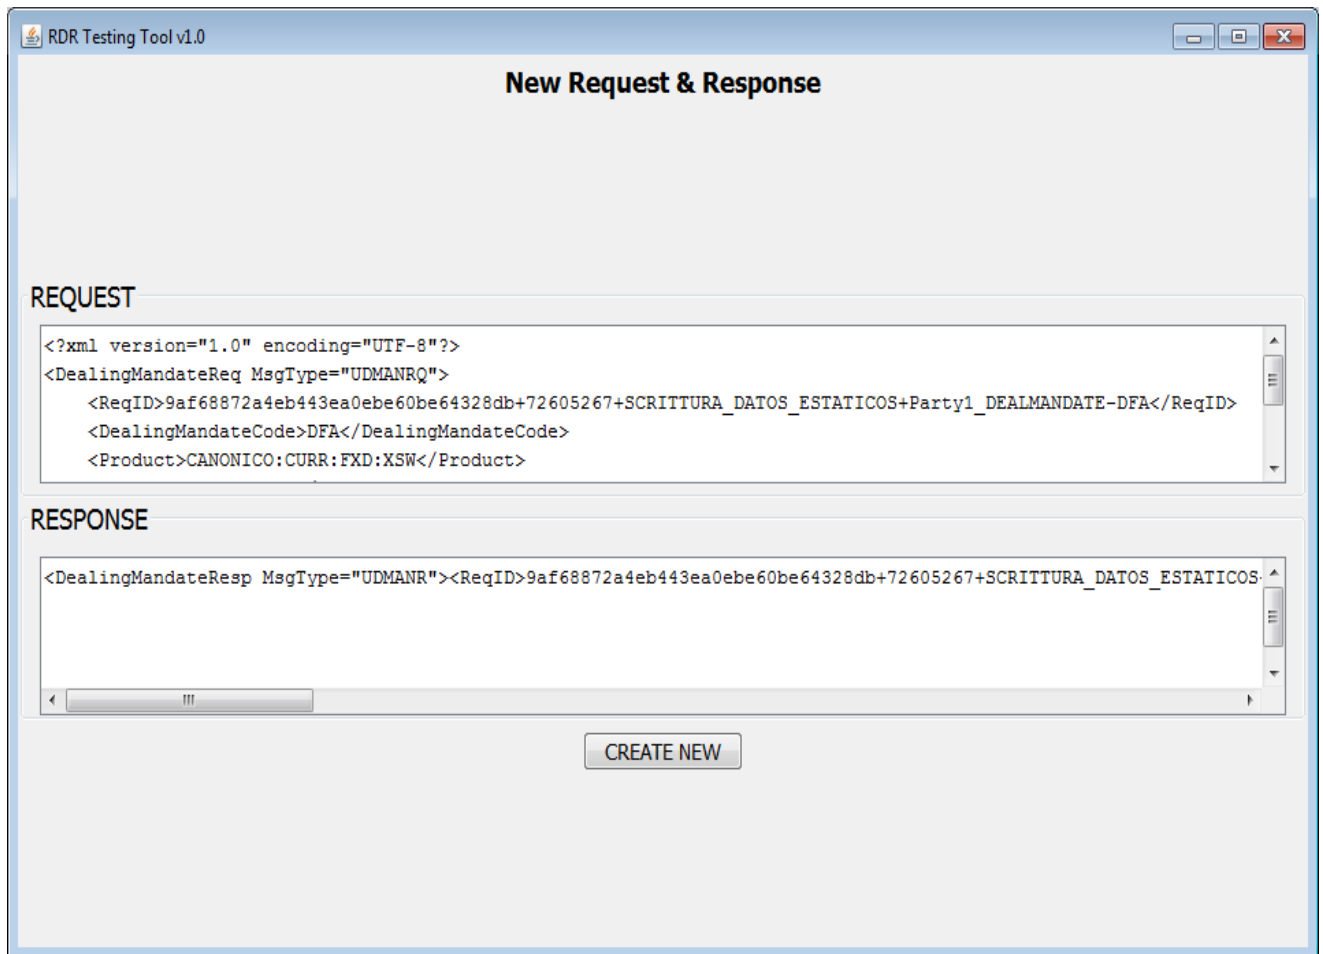 RDR Testing Tool v1.0
New Request & Response
REQUEST
<?xml version="1.0" encoding="UTF-8"?>
<DealingMandateReq MsgType="UDMANRQ">
<ReqID>9af68872a4eb443ea0ebe60be64328db+72605267+SCRITTURA_DATOS_ESTATICOS+Party1_DEALMANDATE-DFA</ReqID>
<DealingMandateCode>DFA</DealingMandateCode>
<Product>CANONICO:CURR:FXD:XSW</Product>
RESPONSE
<DealingMandateResp MsgType="UDMANR"><ReqID>9af68872a4eb443ea0ebe60be64328db+72605267+SCRITTURA_DATOS_ESTATICOS
CREATE NEW